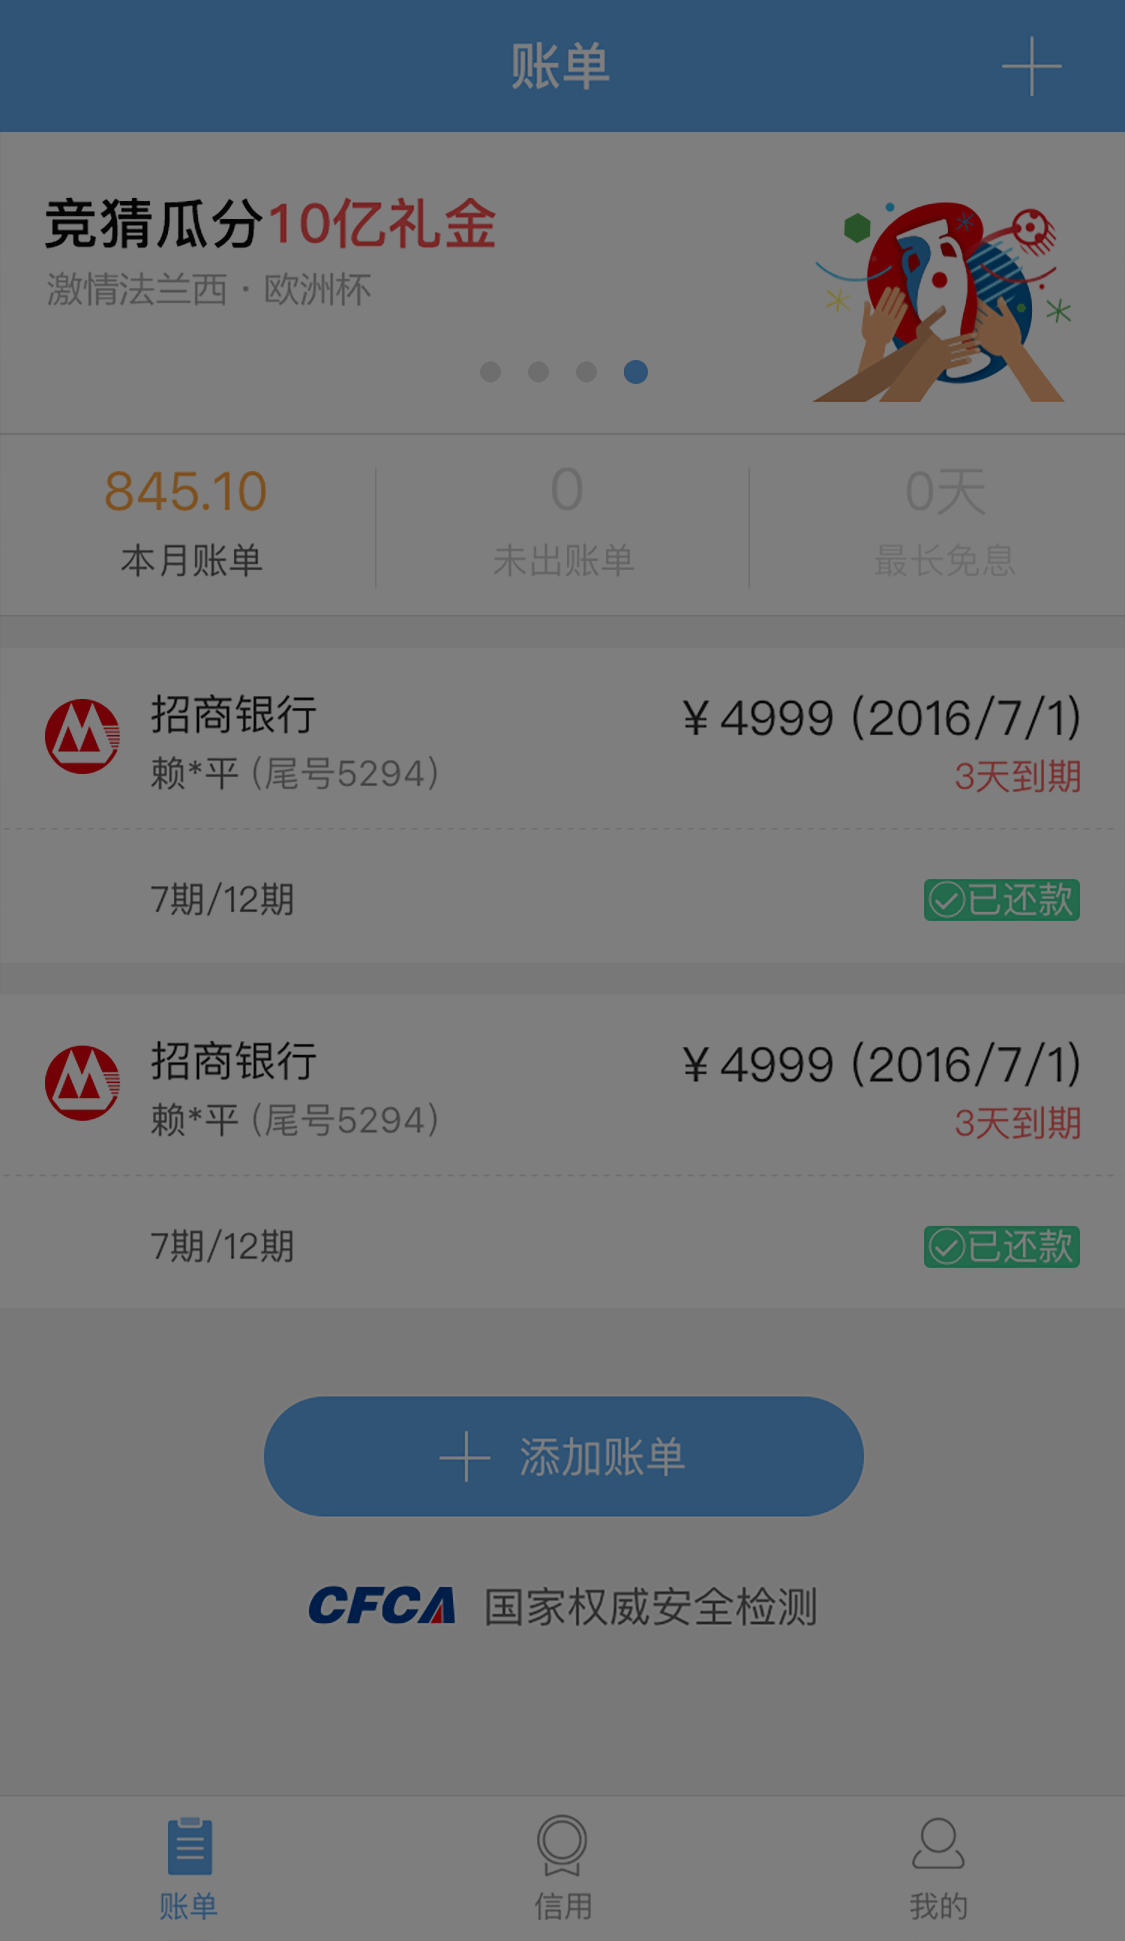 账单
竞猜瓜分10亿礼金
激情法兰西·欧洲杯
845.10
0
0天
本月账单
未出账单
最长免息
招商银行
¥4999 (2016/7/1)
赖*平 (尾号5294)
3天到期
7期/12期
已还款
招商银行
¥4999 (2016/7/1)
赖*平 (尾号5294)
3天到期
7期/12期
已还款
添加账单
CFCA 国家权威安全检测
账单
信用
我的